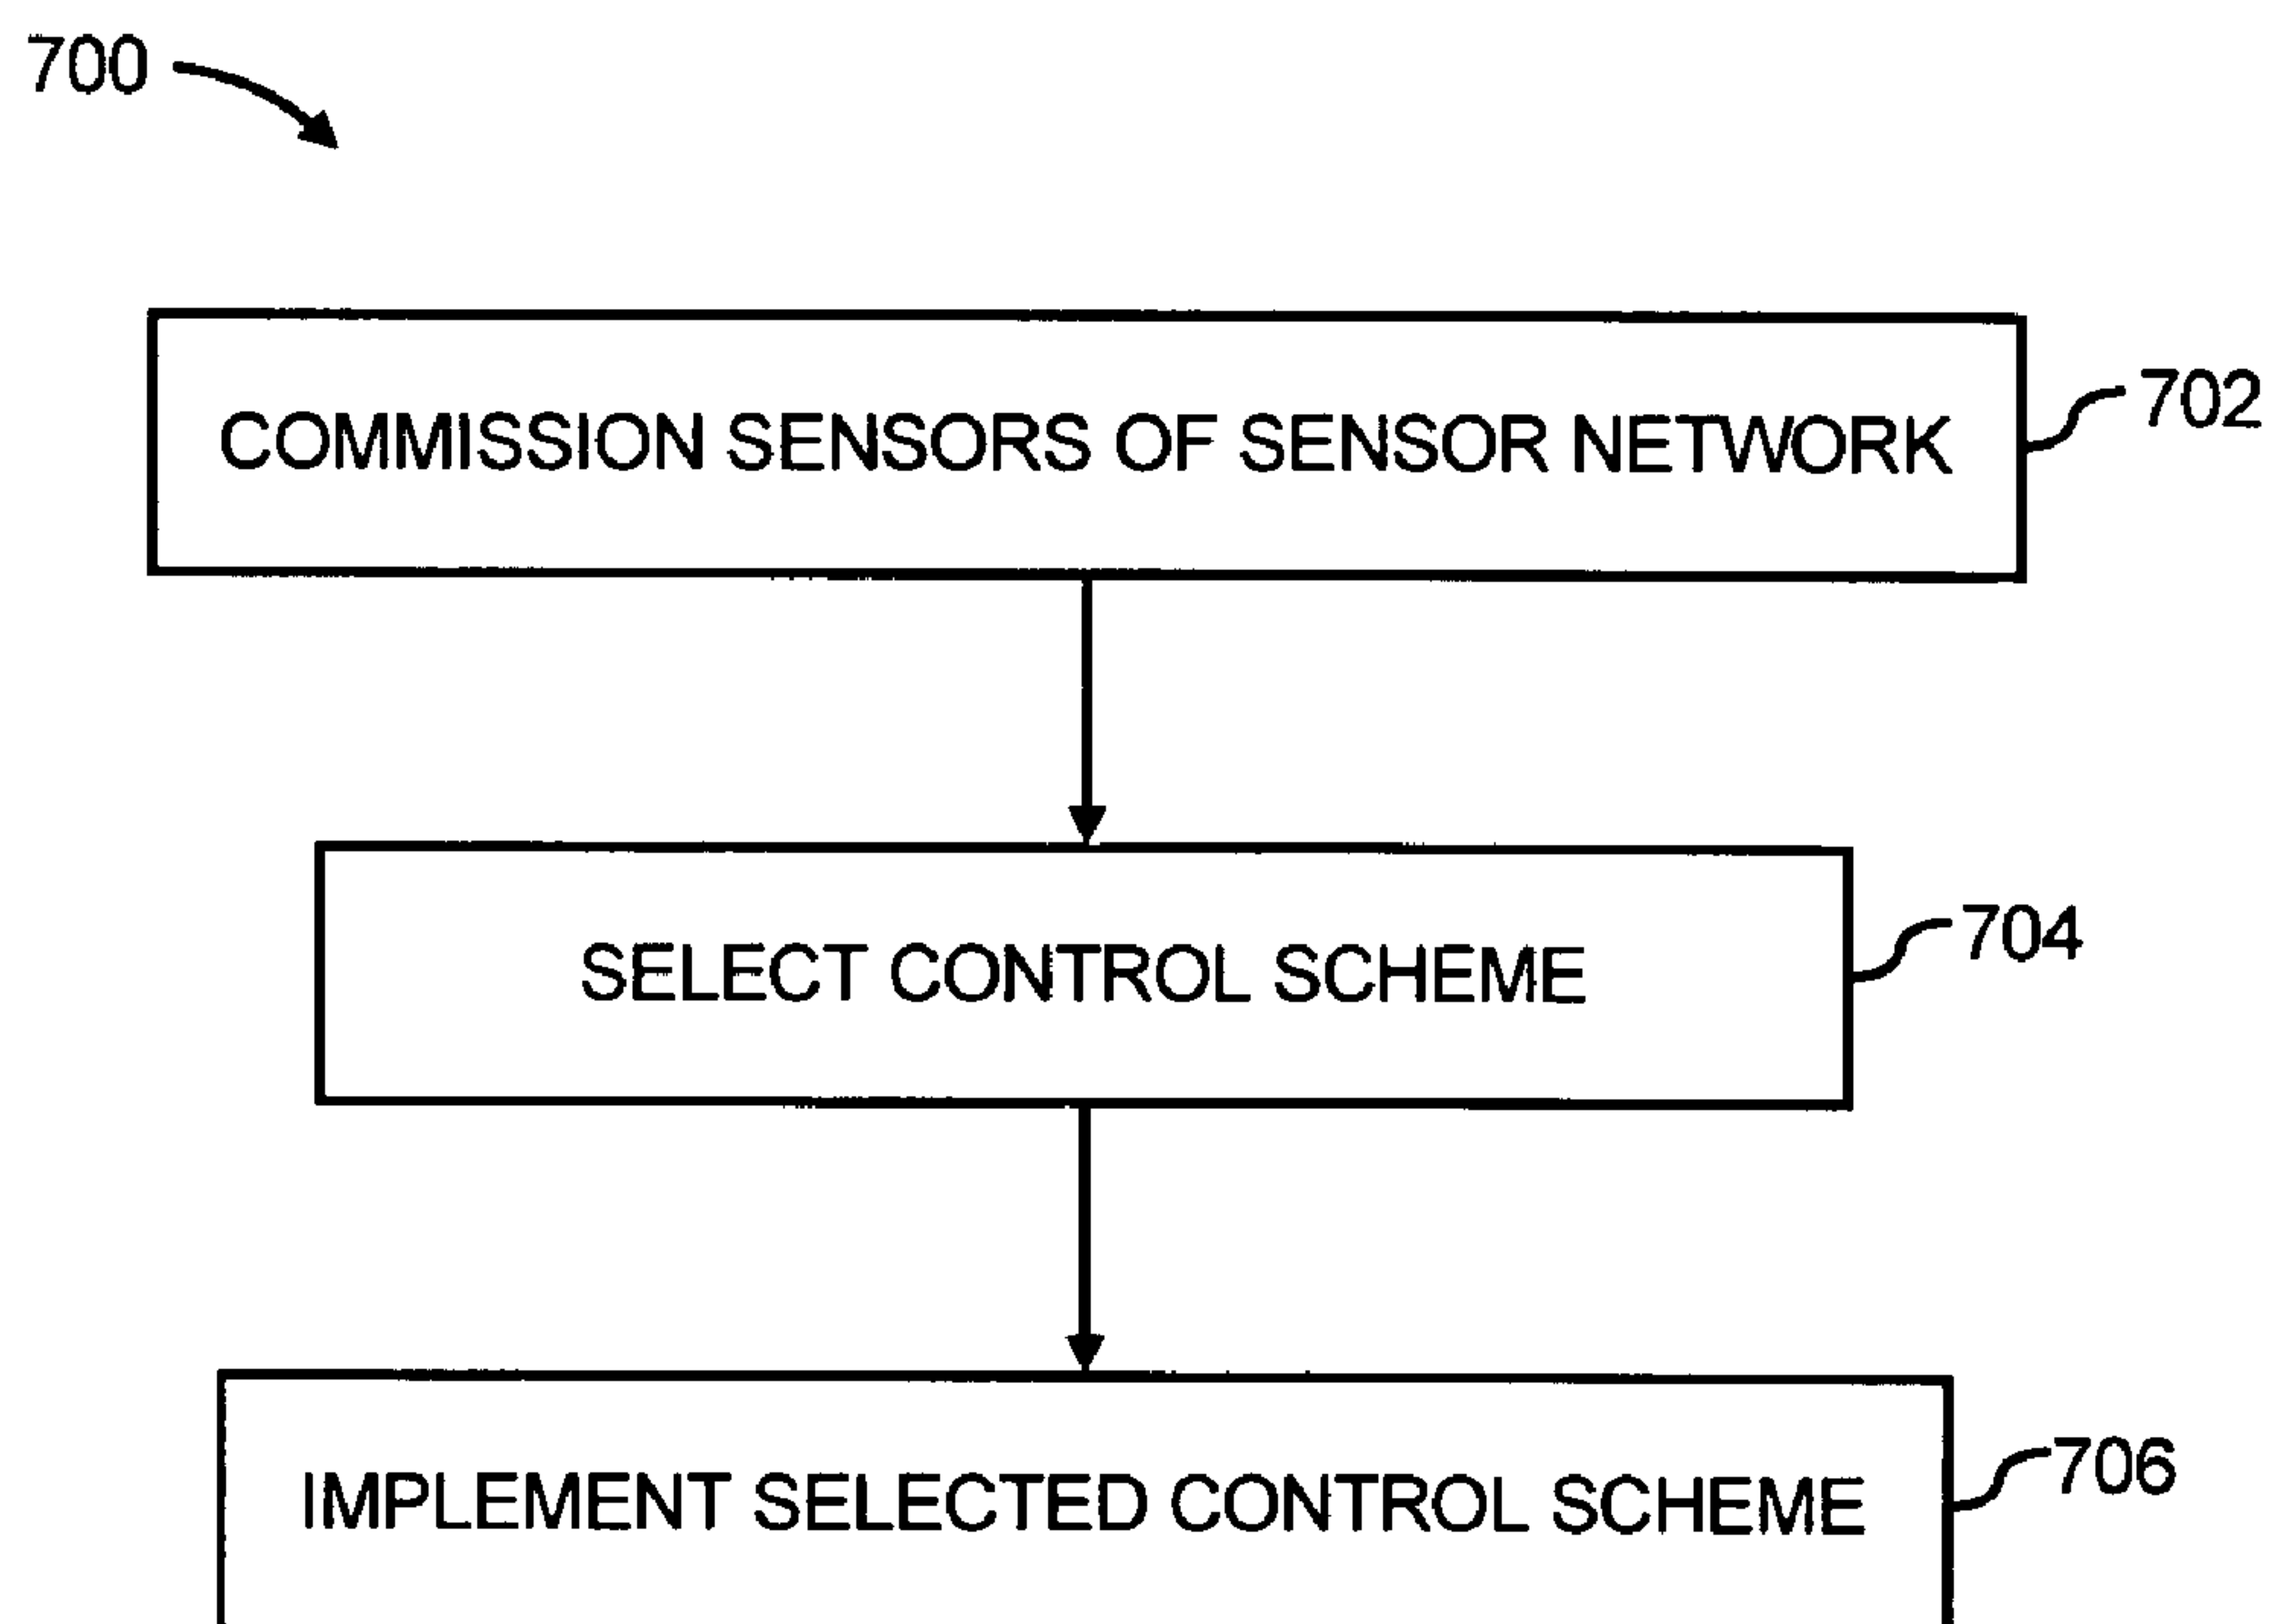 700
COMMISSION SENSORS OF SENSOR NETWORK
702
SELECT CONTROL SCHEME
704
IMPLEMENT SELECTED CONTROL SCHEME
706